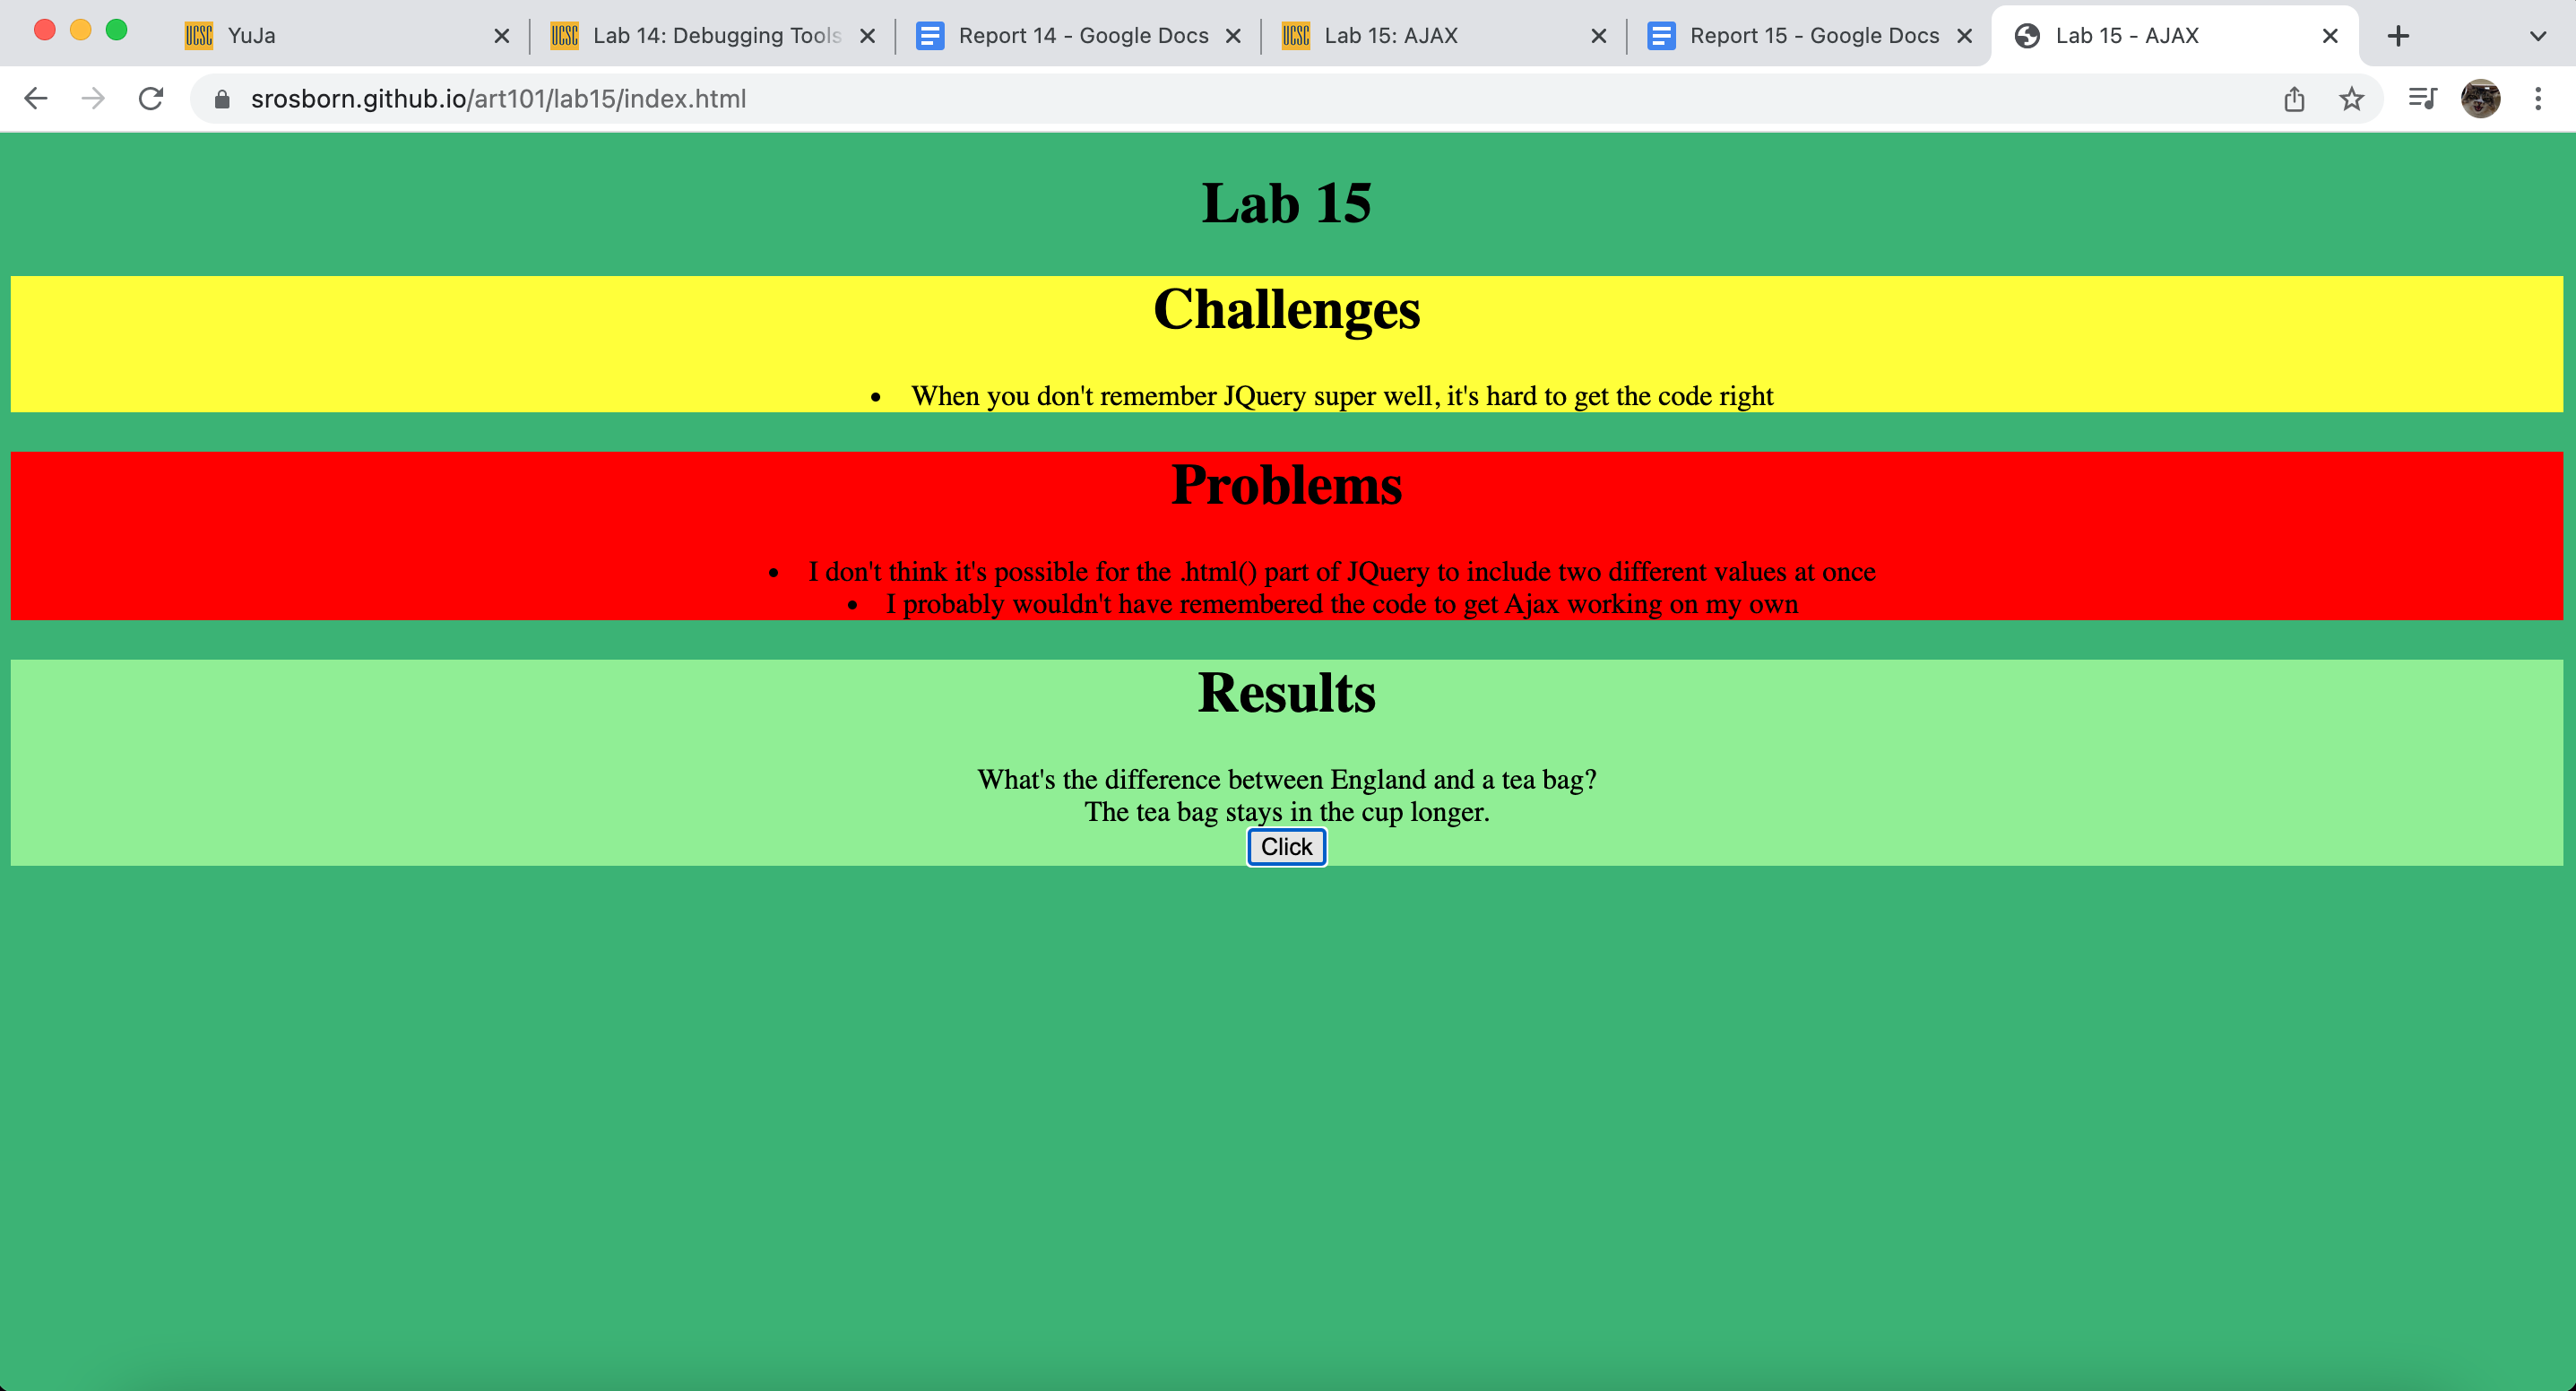 UCSC YuJa
UCSC Lab 14: Debugging Tools
Report 14 - Google Docs
UCSC Lab 15: AJAX
Report 15 - Google Docs
Lab 15 - AJAX
srosborn.github.io/art101/lab15/index.html
Lab 15
Challenges
• When you don't remember JQuery super well, it's hard to get the code right
Problems
• I don't think it's possible for the .html() part of JQuery to include two different values at once
• I probably wouldn't have remembered the code to get Ajax working on my own
Results
What's the difference between England and a tea bag?
The tea bag stays in the cup longer.
Click